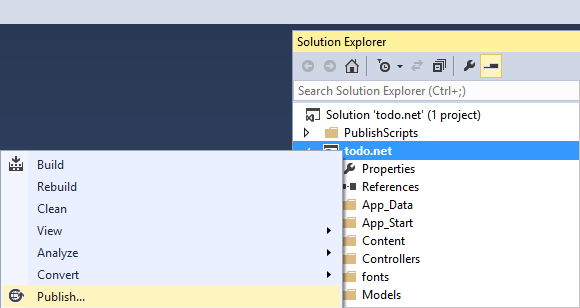 Solution Explorer
Search Solution Explorer (Ctrl+;)
Solution 'todo.net' (1 project)
PublishScripts
todo.net
Properties
References
App_Data
App_Start
Content
Controllers
fonts
Models
Build
Rebuild
Clean
View
Analyze
Convert
Publish...